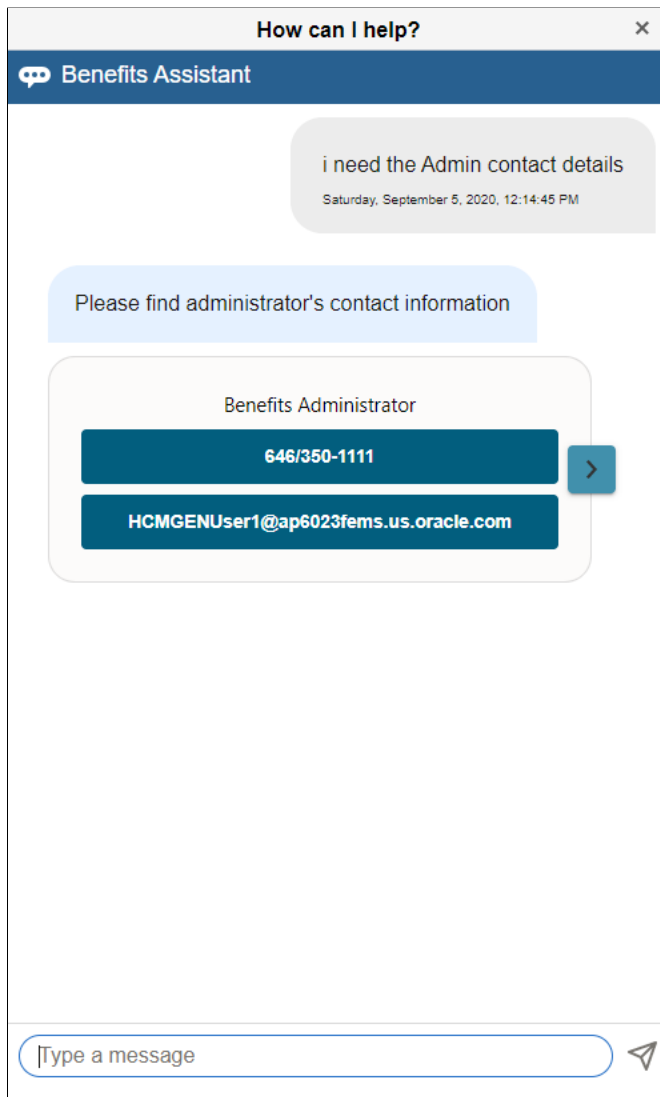 How can I help?
Benefits Assistant
i need the Admin contact details
Saturday, September 5, 2020, 12:14:45 PM
Please find administrator's contact information
Benefits Administrator
646/350-1111
HCMGENUser1@ap6023fems.us.oracle.com
Type a message